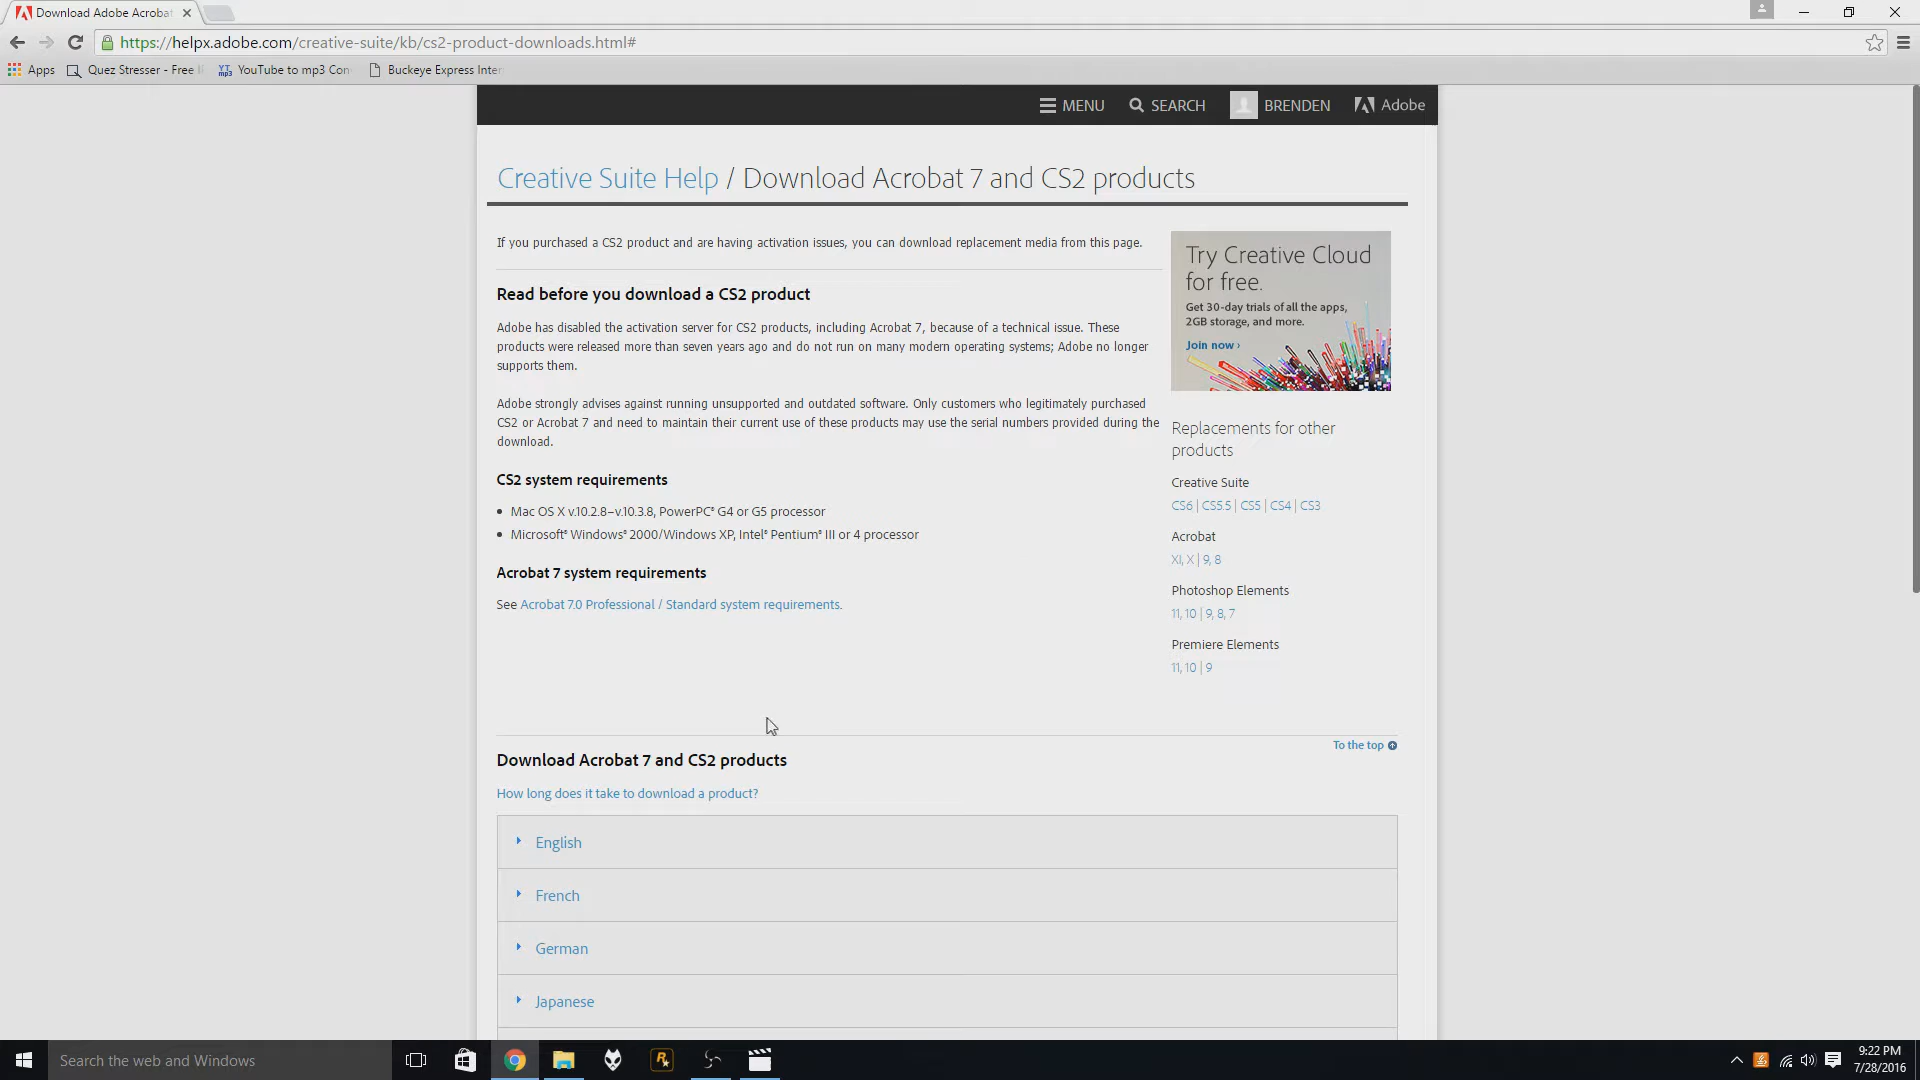 Download Adobe Acrobat
https://helpx.adobe.com/creative-suite/kb/cs2-product-downloads.html#
Apps
Quez Stresser - Free
YouTube to mp3 Con
Buckeye Express Inter
MENU
SEARCH
BRENDEN
Adobe
Creative Suite Help / Download Acrobat 7 and CS2 products
If you purchased a CS2 product and are having activation issues, you can download replacement media from this page.
Read before you download a CS2 product
Adobe has disabled the activation server for CS2 products, including Acrobat 7, because of a technical issue. These
products were released more than seven years ago and do not run on many modern operating systems; Adobe no longer
supports them.
Adobe strongly advises against running unsupported and outdated software. Only customers who legitimately purchased
CS2 or Acrobat 7 and need to maintain their current use of these products may use the serial numbers provided during the
download.
CS2 system requirements
• Mac OS X v.10.2.8–v.10.3.8, PowerPC® G4 or G5 processor
• Microsoft® Windows® 2000/Windows XP, Intel® Pentium® III or 4 processor
Acrobat 7 system requirements
See Acrobat 7.0 Professional / Standard system requirements.
Try Creative Cloud
for free.
Get 30-day trials of all the apps,
2GB storage, and more.
Join now ›
Replacements for other
products
Creative Suite
CS6 | CS5.5 | CS5 | CS4 | CS3
Acrobat
XI, X | 9, 8
Photoshop Elements
11, 10 | 9, 8, 7
Premiere Elements
11, 10 | 9
To the top
Download Acrobat 7 and CS2 products
How long does it take to download a product?
English
French
German
Japanese
Search the web and Windows
9:22 PM
7/28/2016